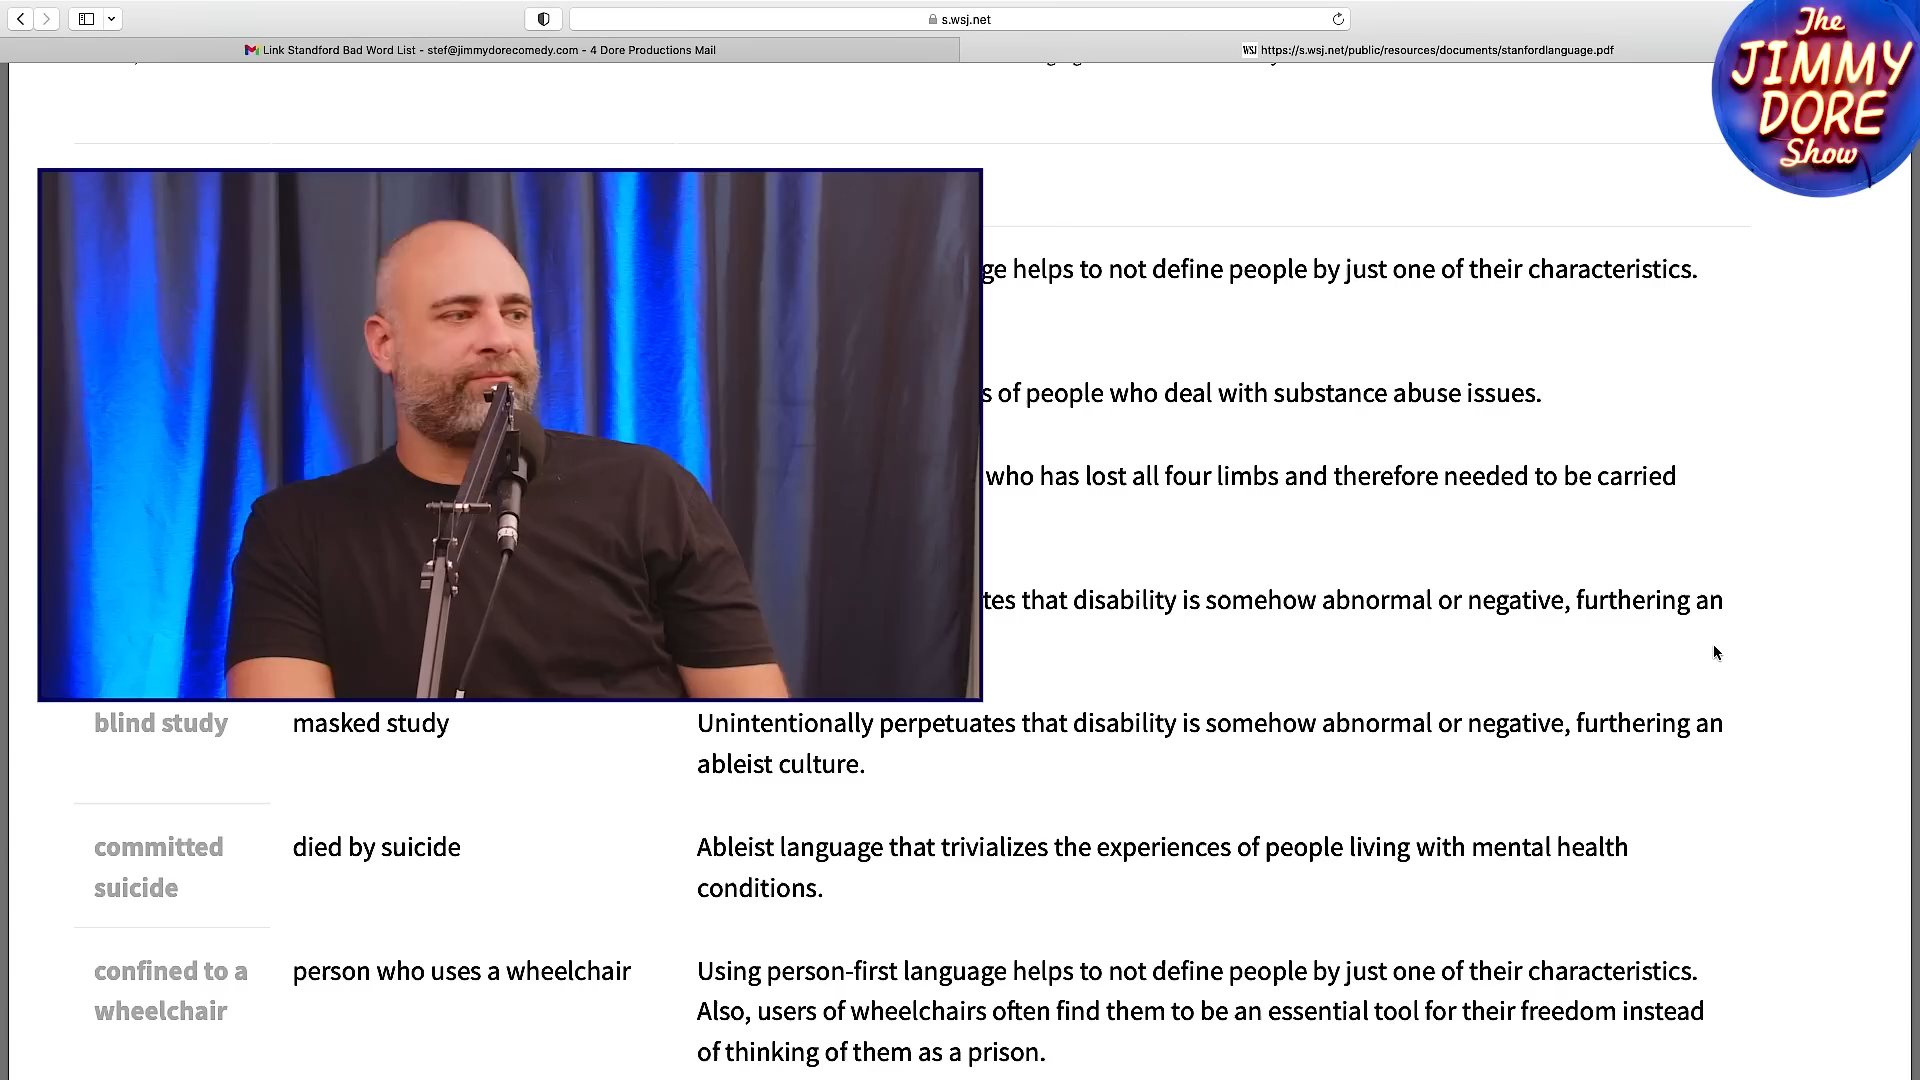 s.wsj.net
Link Standford Bad Word List - stef@jimmydorecomedy.com - 4 Dore Productions Mail
WSJ https://s.wsj.net/public/resources/documents/stanfordlanguage.pdf
The
JIMMY
DORE
Show
ge helps to not define people by just one of their characteristics.
s of people who deal with substance abuse issues.
who has lost all four limbs and therefore needed to be carried
tes that disability is somehow abnormal or negative, furthering an
blind study masked study Unintentionally perpetuates that disability is somehow abnormal or negative, furthering an
ableist culture.
committed died by suicide Ableist language that trivializes the experiences of people living with mental health
suicide conditions.
confined to a person who uses a wheelchair Using person-first language helps to not define people by just one of their characteristics.
wheelchair Also, users of wheelchairs often find them to be an essential tool for their freedom instead
of thinking of them as a prison.